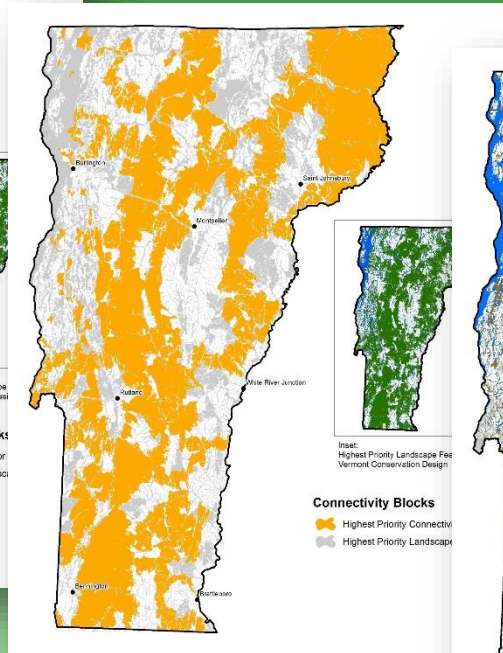 Burlington
Saint Johnsbury
Montpelier
White River Junction
Rutland
Bennington
Brattleboro
Inset:
Highest Priority Landscape Fea
Vermont Conservation Design
Connectivity Blocks
Highest Priority Connectivi
Highest Priority Landscape